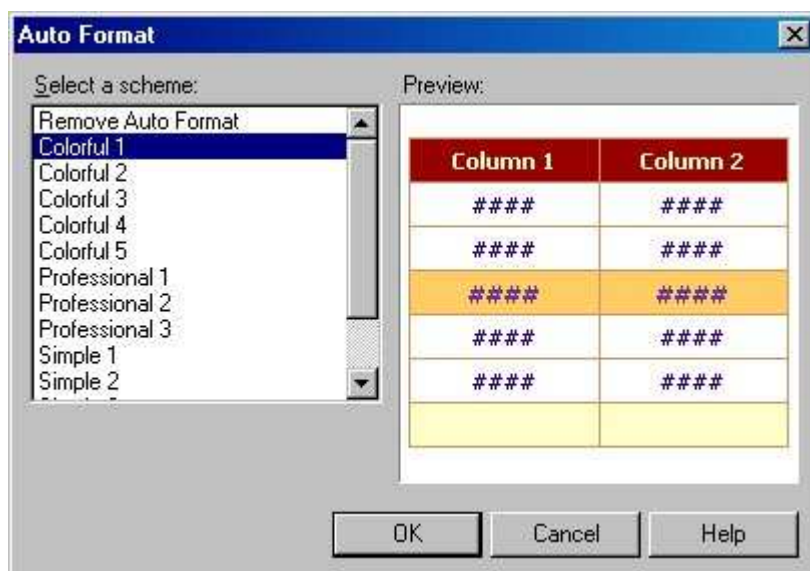 Auto Format
Select a scheme:
Remove Auto Format
Colorful 1
Colorful 2
Colorful 3
Colorful 4
Colorful 5
Professional 1
Professional 2
Professional 3
Simple 1
Simple 2
Preview:
Column 1 Column 2
#### ####
#### ####
#### ####
#### ####
#### ####
OK Cancel Help